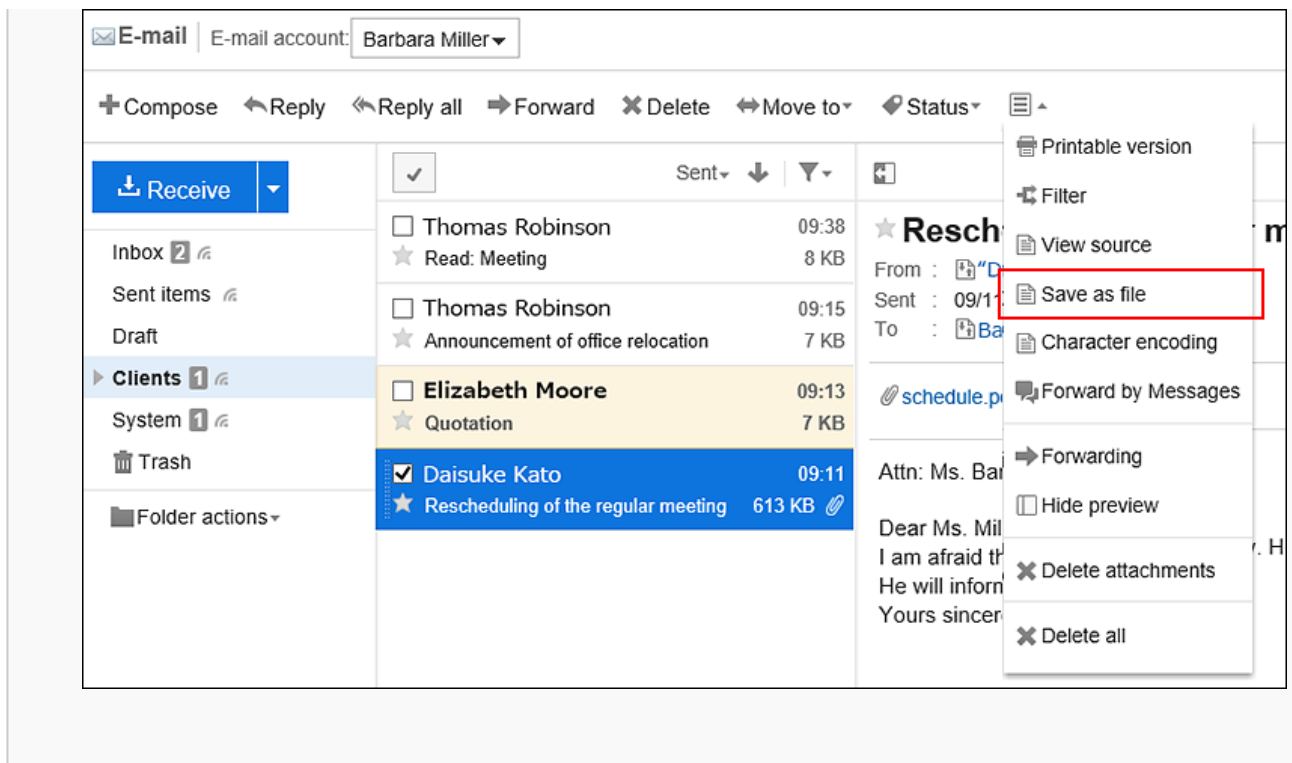 E-mail E-mail account: Barbara Miller
Compose Reply Reply all Forward Delete Move to Status
Receive
Inbox 2
Sent items
Draft
Clients 1
System 1
Trash
Folder actions
Sent
Thomas Robinson 09:38
Read: Meeting 8 KB
Thomas Robinson 09:15
Announcement of office relocation 7 KB
Elizabeth Moore 09:13
Quotation 7 KB
Daisuke Kato 09:11
Rescheduling of the regular meeting 613 KB
From :
Sent :
To :
Attn: Ms.
Dear Ms.
I am afraid
He will
Yours
Printable version
Filter
View source
Save as file
Character encoding
Forward by Messages
Forwarding
Hide preview
Delete attachments
Delete all